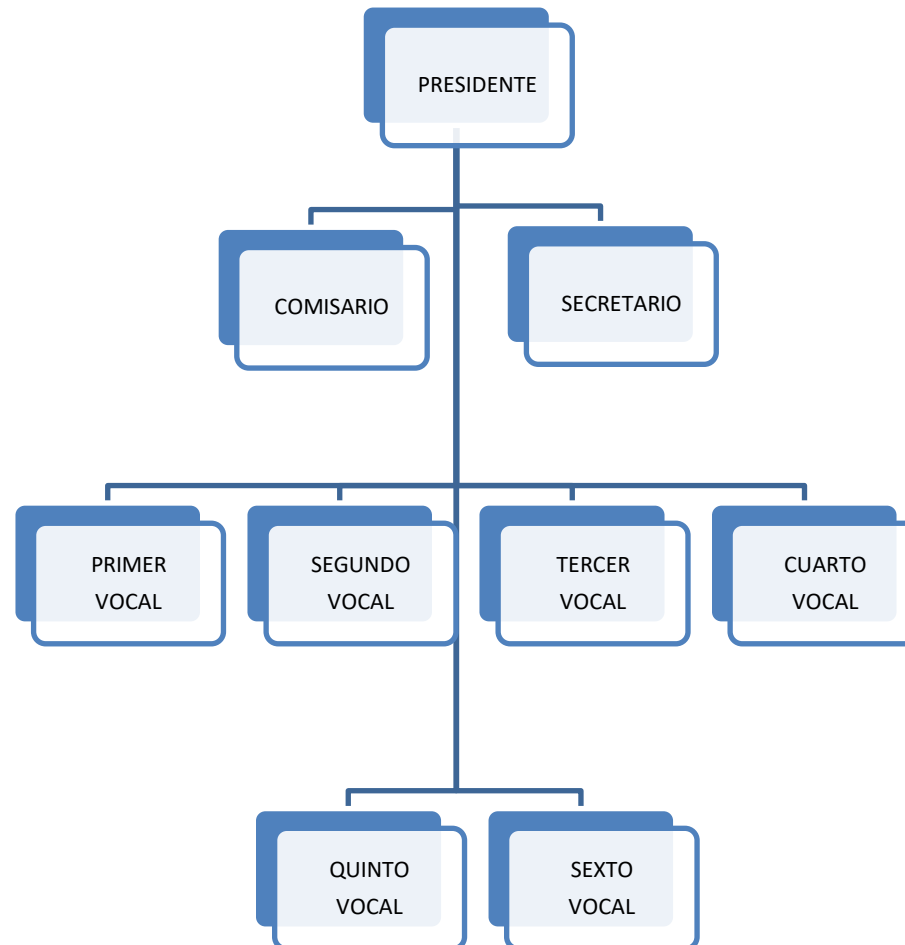 PRESIDENTE
COMISARIO
SECRETARIO
PRIMER
VOCAL
SEGUNDO
VOCAL
TERCER
VOCAL
CUARTO
VOCAL
QUINTO
VOCAL
SEXTO
VOCAL